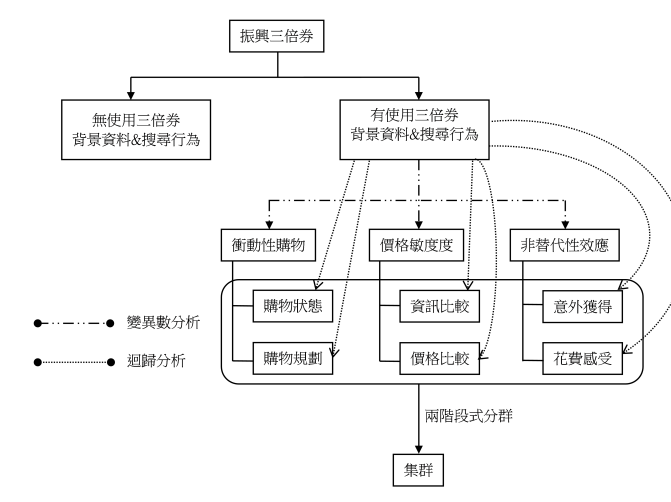 振興三倍券
無使用三倍券
背景資料&搜尋行為
有使用三倍券
背景資料&搜尋行為
衝動性購物
價格敏度度
非替代性效應
購物狀態
資訊比較
意外獲得
購物規劃
價格比較
花費感受
變異數分析
迴歸分析
兩階段式分群
集群